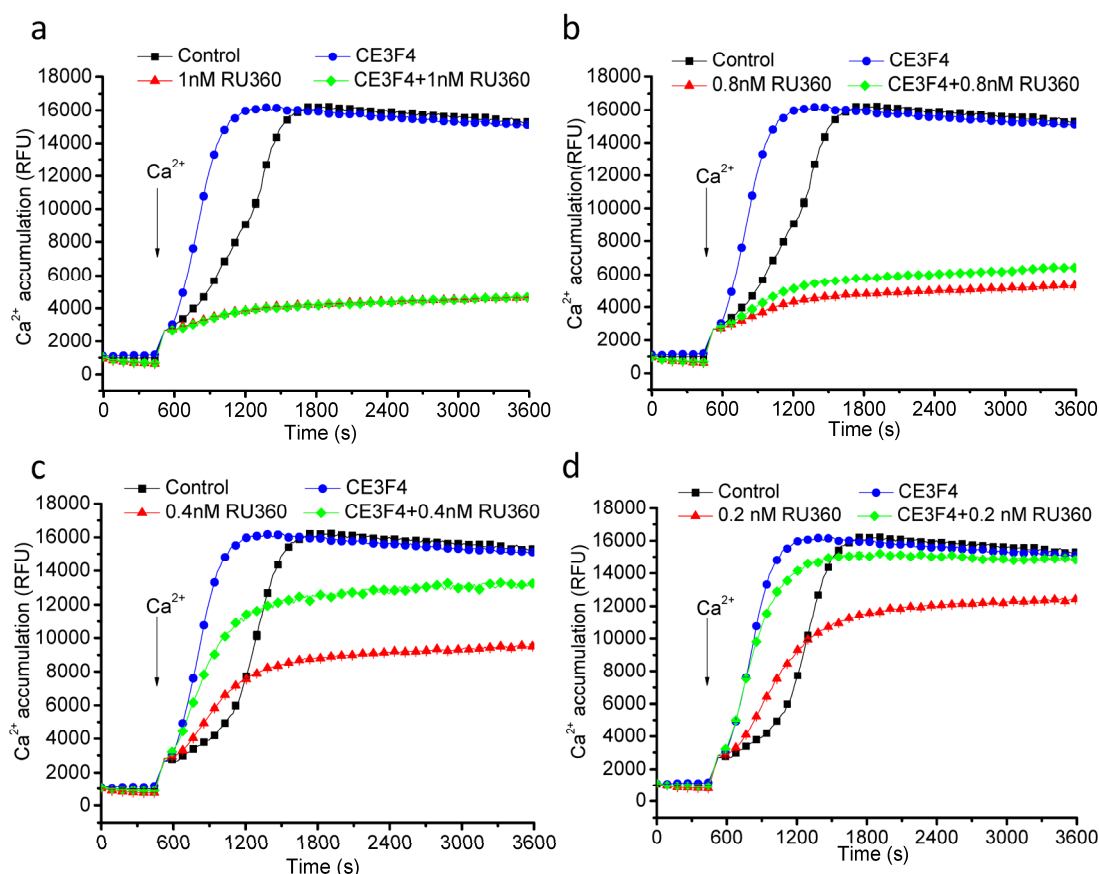 a
Control CE3F4
1nM RU360 CE3F4+1nM RU360
18000
16000
14000
12000
10000
8000
6000
4000
2000
0
Ca²⁺ accumulation (RFU)
Ca²⁺
0 600 1200 1800 2400 3000 3600
Time (s)
b
Control CE3F4
0.8nM RU360 CE3F4+0.8nM RU360
18000
16000
14000
12000
10000
8000
6000
4000
2000
0
Ca²⁺ accumulation(RFU)
Ca²⁺
0 600 1200 1800 2400 3000 3600
Time (s)
c
Control CE3F4
0.4nM RU360 CE3F4+0.4nM RU360
18000
16000
14000
12000
10000
8000
6000
4000
2000
0
Ca²⁺ accumulation (RFU)
Ca²⁺
0 600 1200 1800 2400 3000 3600
Time (s)
d
Control CE3F4
0.2 nM RU360 CE3F4+0.2 nM RU360
18000
16000
14000
12000
10000
8000
6000
4000
2000
0
Ca²⁺ accumulation (RFU)
Ca²⁺
0 600 1200 1800 2400 3000 3600
Time (s)